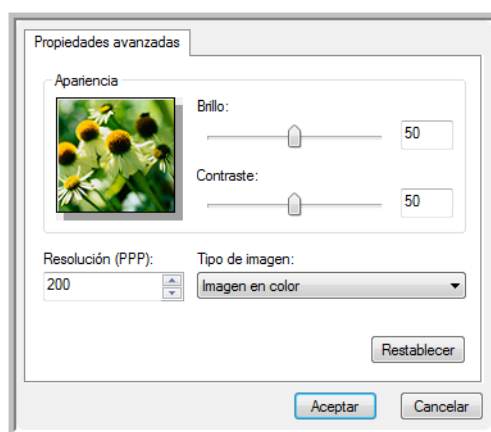 Propiedades avanzadas
Apariencia
Brillo:
50
Contraste:
50
Resolución (PPP):
200
Tipo de imagen:
Imagen en color
Restablecer
Aceptar
Cancelar